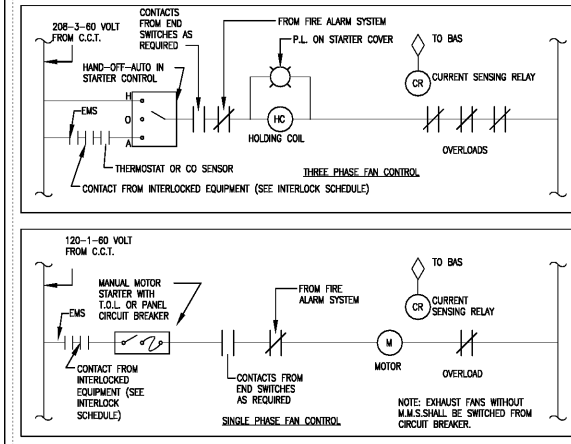 208-3-60 VOLT
FROM C.C.T.
CONTACTS
FROM END
SWITCHES AS
REQUIRED
FROM FIRE ALARM SYSTEM
P.L. ON STARTER COVER
TO BAS
HAND-OFF-AUTO IN
STARTER CONTROL
CR
CURRENT SENSING RELAY
H
EMS
O
HC
A
HOLDING COIL
OVERLOADS
THERMOSTAT OR CO SENSOR
THREE PHASE FAN CONTROL
CONTACT FROM INTERLOCKED EQUIPMENT (SEE INTERLOCK SCHEDULE)
120-1-60 VOLT
FROM C.C.T.
TO BAS
MANUAL MOTOR
STARTER WITH
T.O.L. OR PANEL
CIRCUIT BREAKER
FROM FIRE
ALARM SYSTEM
CR
CURRENT
SENSING RELAY
EMS
M
MOTOR
CONTACT FROM
INTERLOCKED
EQUIPMENT (SEE
INTERLOCK
SCHEDULE)
CONTACTS FROM
END SWITCHES
AS REQUIRED
OVERLOAD
SINGLE PHASE FAN CONTROL
NOTE: EXHAUST FANS WITHOUT
M.M.S.SHALL BE SWITCHED FROM
CIRCUIT BREAKER.